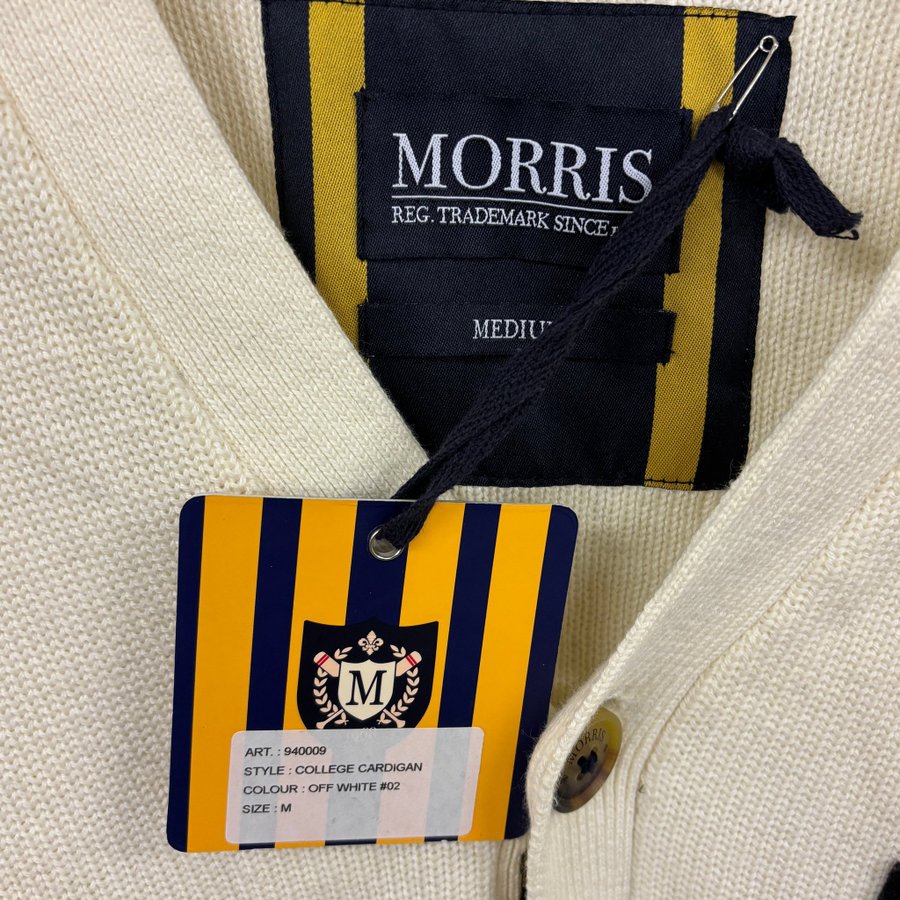 MORRIS
REG. TRADEMARK SINCE
M
ART. : 940009
STYLE : COLLEGE CARDIGAN
COLOUR : OFF WHITE #02
SIZE : M
MORRIS